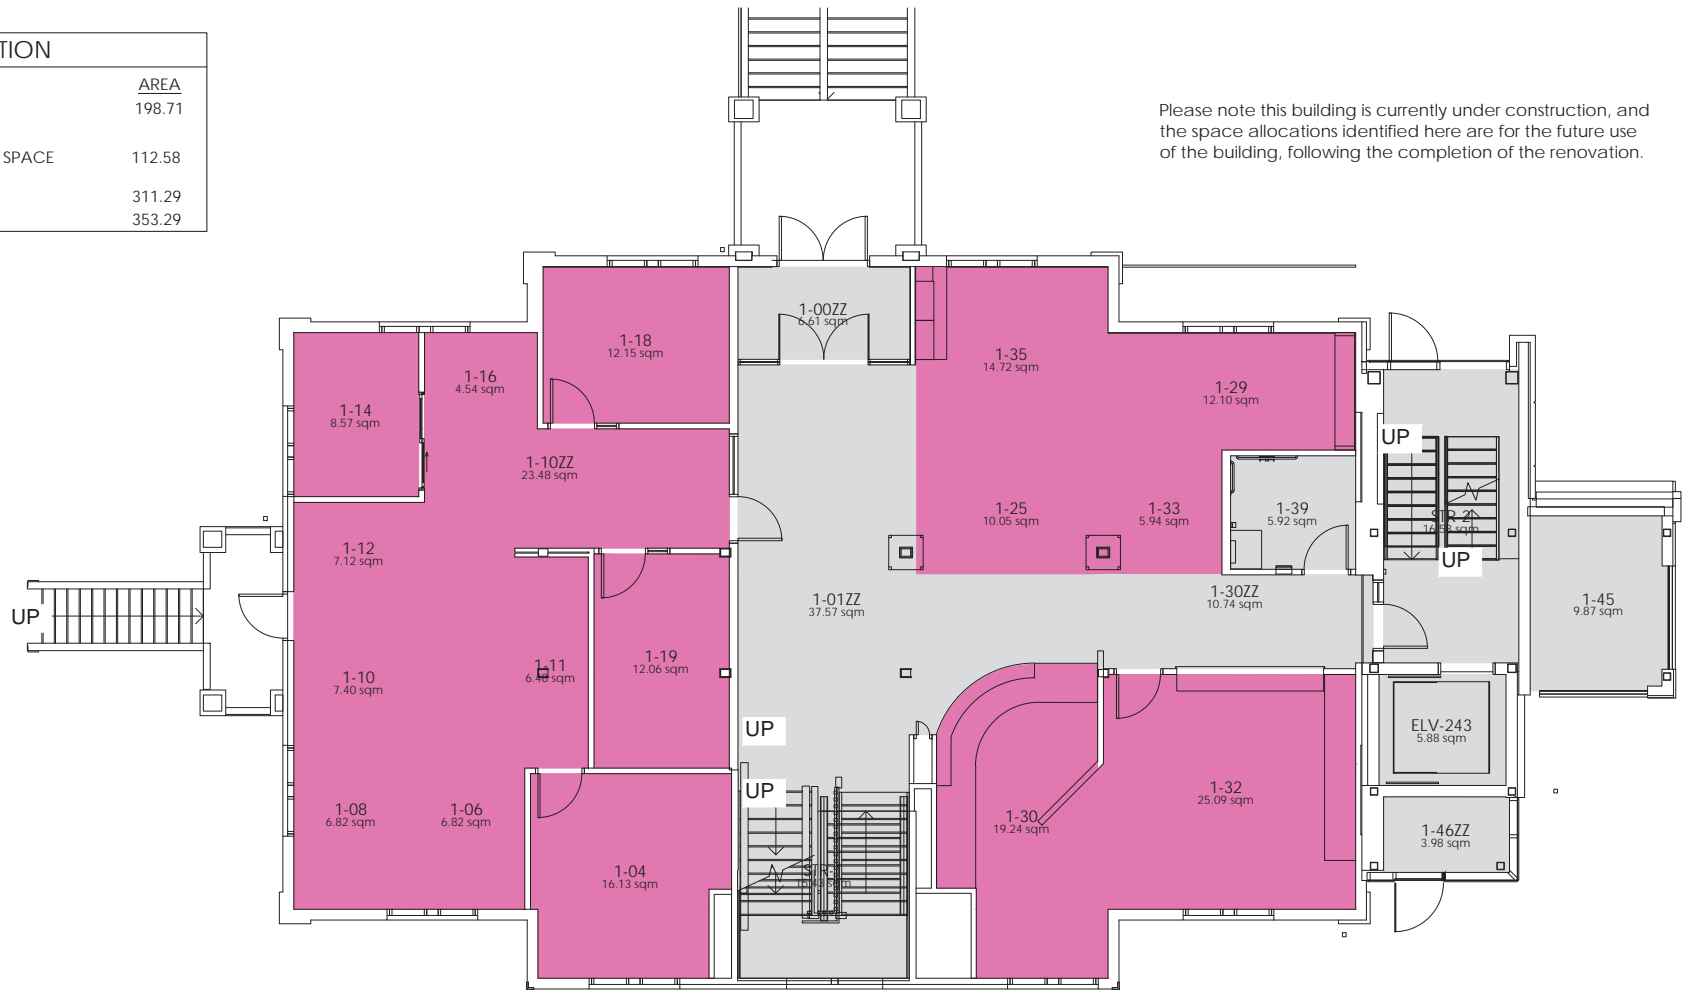 TION
AREA
198.71
SPACE 112.58
311.29
353.29
Please note this building is currently under construction, and
the space allocations identified here are for the future use
of the building, following the completion of the renovation.
1-00ZZ
6.61 sqm
1-18
12.15 sqm
1-35
14.72 sqm
1-16
4.54 sqm
1-29
12.10 sqm
1-14
8.57 sqm
UP
1-10ZZ
23.48 sqm
1-25
10.05 sqm
1-33
5.94 sqm
1-39
5.92 sqm
STR-2
UP
1-12
7.12 sqm
1-01ZZ
37.57 sqm
1-30ZZ
10.74 sqm
1-45
9.87 sqm
UP
1-19
12.06 sqm
1-11
6.48 sqm
1-10
7.40 sqm
UP
ELV-243
5.88 sqm
UP
1-08
6.82 sqm
1-06
6.82 sqm
1-32
25.09 sqm
1-30
19.24 sqm
1-46ZZ
3.98 sqm
1-04
16.13 sqm
15.43 sqm